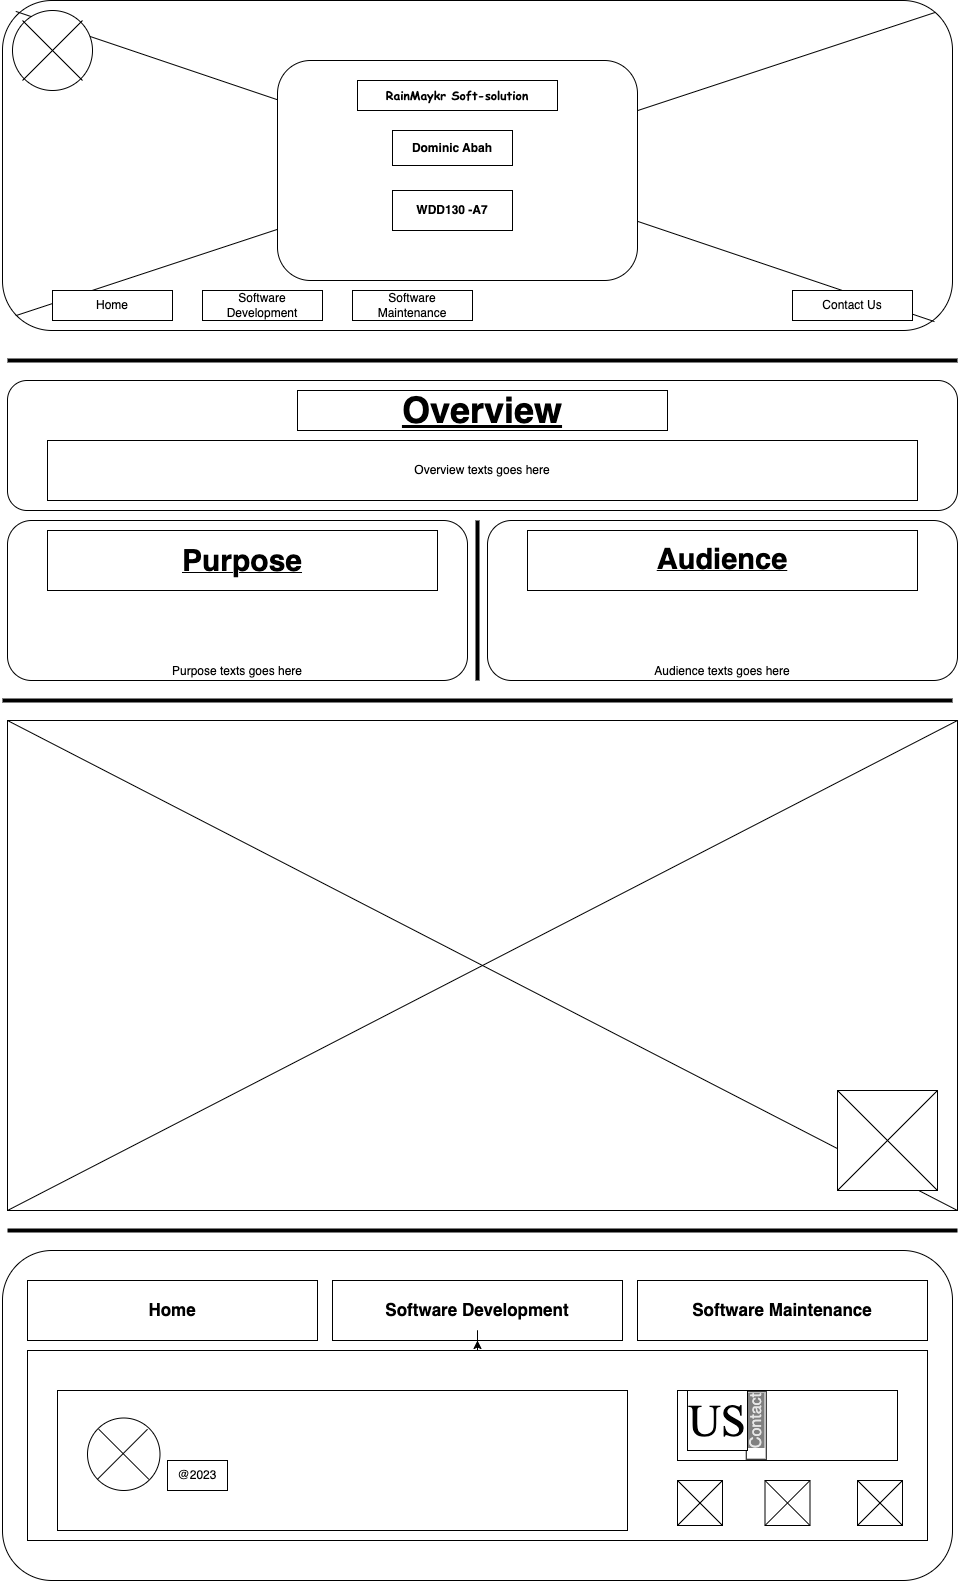 RainMaykr Soft-solution
Dominic Abah
WDD130 -A7
Home
Software
Development
Software
Maintenance
Contact Us
Overview
Overview texts goes here
Purpose
Audience
Purpose texts goes here
Audience texts goes here
Home
Software Development
Software Maintenance
US
Contact
@2023